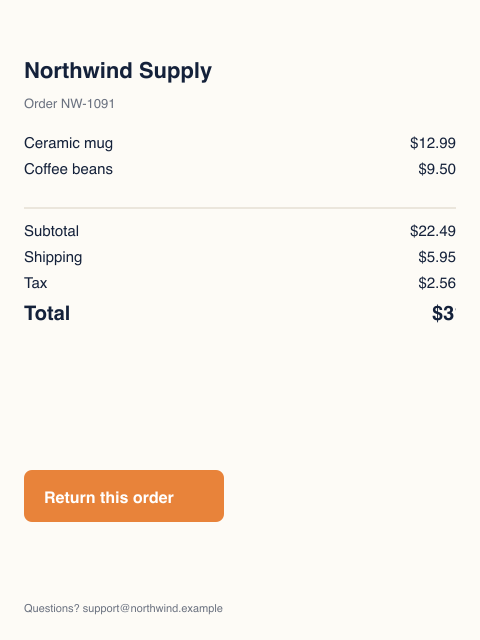 Northwind Supply
Order NW-1091
Ceramic mug $12.99
Coffee beans $9.50
Subtotal $22.49
Shipping $5.95
Tax $2.56
Total
Return this order
Questions? support@northwind.example